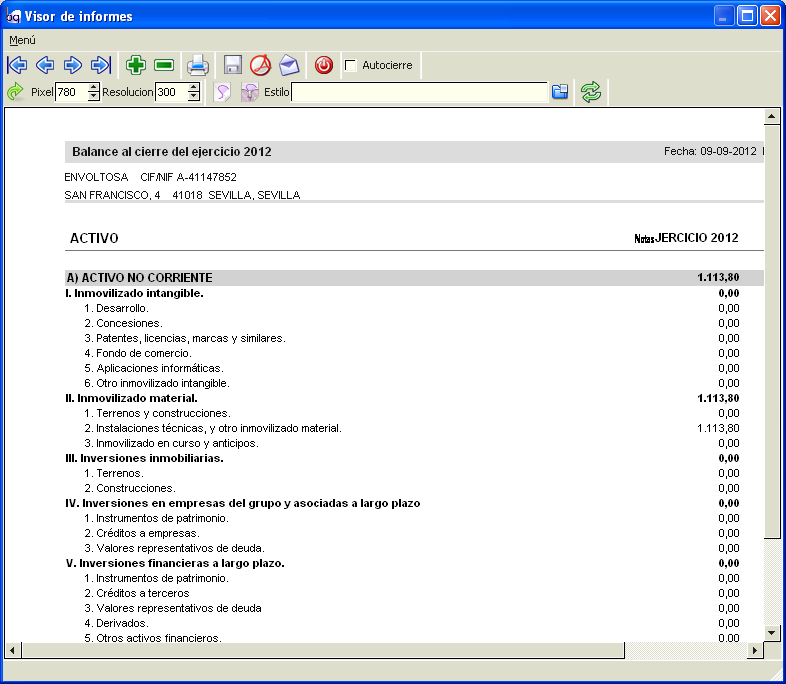 Visor de informes
Menú
Autocierre
Pixel 780 Resolucion 300 Estilo
Balance al cierre del ejercicio 2012 Fecha: 09-09-2012
ENVOLTOSA CIF/NIF A-41147852
SAN FRANCISCO, 4 41018 SEVILLA, SEVILLA
ACTIVO Notas JERCICIO 2012
A) ACTIVO NO CORRIENTE 1.113,80
I. Inmovilizado intangible. 0,00
1. Desarrollo. 0,00
2. Concesiones. 0,00
3. Patentes, licencias, marcas y similares. 0,00
4. Fondo de comercio. 0,00
5. Aplicaciones informáticas. 0,00
6. Otro inmovilizado intangible. 0,00
II. Inmovilizado material. 1.113,80
1. Terrenos y construcciones. 0,00
2. Instalaciones técnicas, y otro inmovilizado material. 1.113,80
3. Inmovilizado en curso y anticipos. 0,00
III. Inversiones inmobiliarias. 0,00
1. Terrenos. 0,00
2. Construcciones. 0,00
IV. Inversiones en empresas del grupo y asociadas a largo plazo 0,00
1. Instrumentos de patrimonio. 0,00
2. Créditos a empresas. 0,00
3. Valores representativos de deuda. 0,00
V. Inversiones financieras a largo plazo. 0,00
1. Instrumentos de patrimonio. 0,00
2. Créditos a terceros 0,00
3. Valores representativos de deuda 0,00
4. Derivados. 0,00
5. Otros activos financieros. 0,00